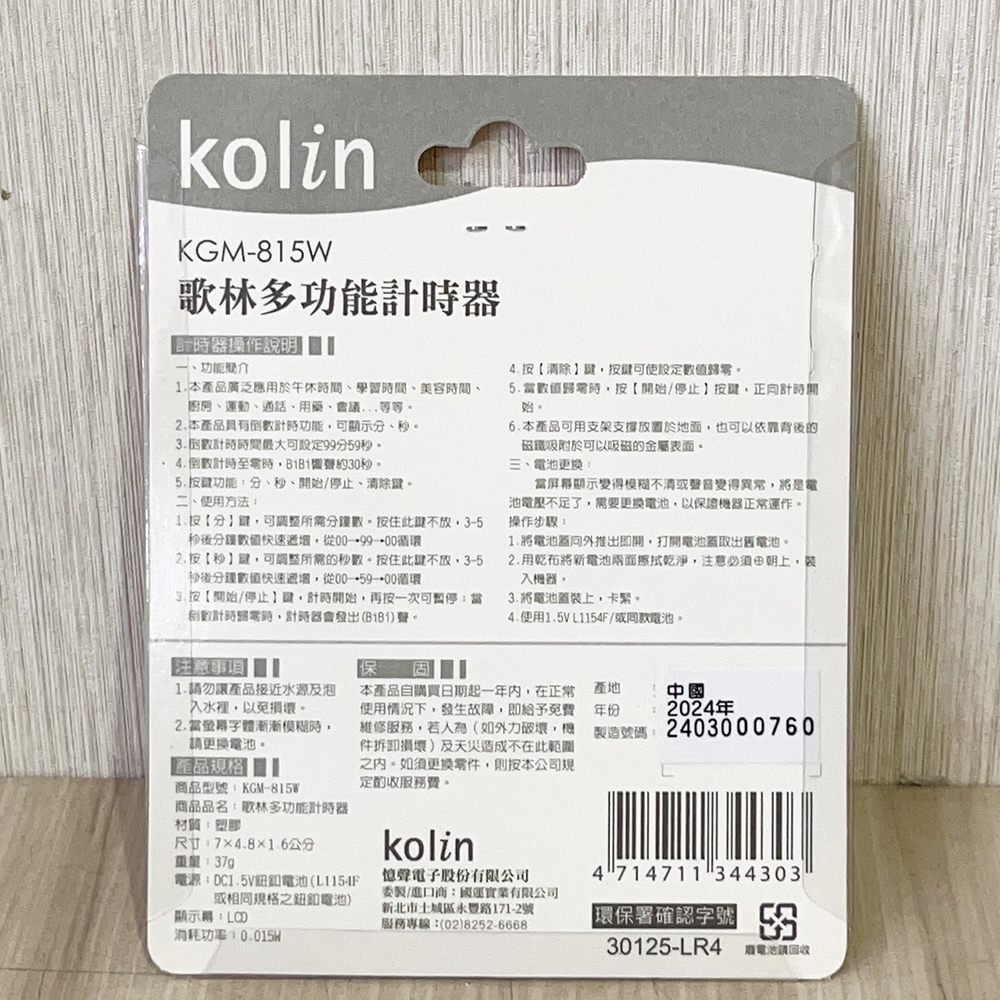 kolin
KGM-815W
歌林多功能計時器
計時器操作說明
一、功能簡介
1.本產品廣泛應用於午休時間、學習時間、美容時間、
廚房、運動、通話、用藥、會議...等等。
2.本產品具有倒數計時功能，可顯示分、秒。
3.倒數計時時間最大可設定99分59秒。
4.倒數計時至零時，BiBi響聲約30秒。
5.按鍵功能：分、秒、開始/停止、清除鍵。
二、使用方法：
1.按【分】鍵，可調整所需分鐘數。按住此鍵不放，3-5
秒後分鐘數值快速遞增，從00→99→00循環
2.按【秒】鍵，可調整所需的秒數。按住此鍵不放，3-5
秒後分鐘數值快速遞增，從00→59→00循環
3.按【開始/停止】鍵，計時開始，再按一次可暫停；當
倒數計時歸零時，計時器會發出(BiBi)聲。
4.按【清除】鍵，按鍵可使設定數值歸零。
5.當數值歸零時，按【開始/停止】按鍵，正向計時開
始。
6.本產品可用支架支撐放置於地面，也可以依靠背後的
磁鐵吸附於可以吸磁的金屬表面。
三、電池更換：
當屏幕顯示變得模糊不清或聲音變得異常，將是電
池電壓不足了，需要更換電池，以保證機器正常運作。
操作步驟：
1.將電池蓋向外推出即開，打開電池蓋取出舊電池。
2.用乾布將新電池兩面擦拭乾淨，注意必須⊕朝上，裝
入機器。
3.將電池蓋裝上，卡緊。
4.使用1.5V L1154F/或同款電池。
注意事項
1.請勿讓產品接近水源及泡
入水裡，以免損壞。
2.當螢幕字體漸漸模糊時，
請更換電池。
產品規格
商品型號：KGM-815W
商品品名：歌林多功能計時器
材質：塑膠
尺寸：7×4.8×1.6公分
重量：37g
電源：DC1.5V鈕釦電池(L1154F
或相同規格之鈕釦電池)
顯示幕：LCD
消耗功率：0.015W
保 固
本產品自購買日期起一年內，在正常
使用情況下，發生故障，即給予免費
維修服務，若人為（如外力破壞，機
件拆卸損壞）及天災造成不在此範圍
之內。如須更換零件，則按本公司規
定酌收服務費。
kolin
憶聲電子股份有限公司
委製/進口商：國運實業有限公司
新北市土城區永豐路171-2號
服務專線：(02)8252-6668
產地：中國
年份：2024年
製造號碼：2403000760
4 714711 344303
環保署確認字號
30125-LR4
廢電池請回收